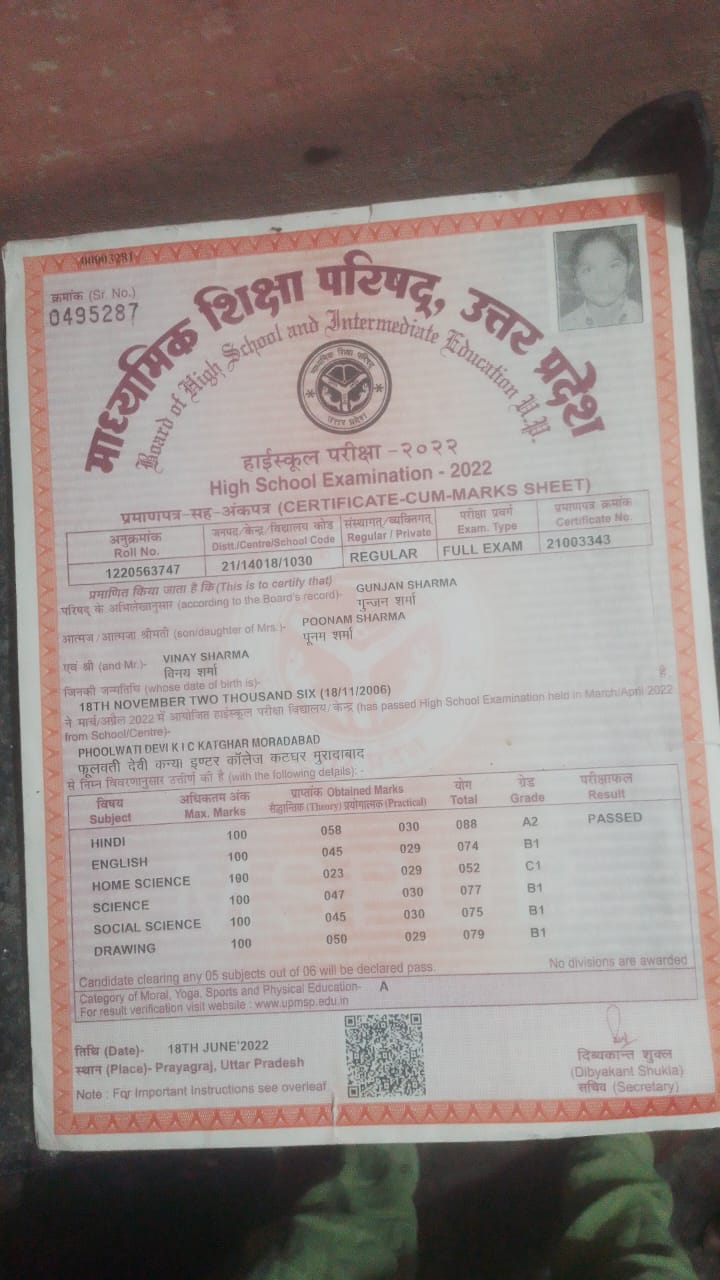 00003281
क्रमांक (Sr. No.)
0495287
माध्यमिक शिक्षा परिषद्, उत्तर प्रदेश
Board of High School and Intermediate Education U.P.
माध्यमिक शिक्षा परिषद्
उत्तर प्रदेश
हाईस्कूल परीक्षा -२०२२
High School Examination - 2022
प्रमाणपत्र-सह-अंकपत्र (CERTIFICATE-CUM-MARKS SHEET)
अनुक्रमांक जनपद/केन्द्र/विद्यालय कोड संस्थागत/व्यक्तिगत परीक्षा प्रवर्ग प्रमाणपत्र क्रमांक
Roll No. Distt./Centre/School Code Regular / Private Exam. Type Certificate No.
1220563747 21/14018/1030 REGULAR FULL EXAM 21003343
प्रमाणित किया जाता है कि (This is to certify that)
परिषद् के अभिलेखानुसार (according to the Board's record)- GUNJAN SHARMA
गुन्जन शर्मा
आत्मज/आत्मजा श्रीमती (son/daughter of Mrs.)- POONAM SHARMA
पूनम शर्मा
एवं श्री (and Mr.)- VINAY SHARMA
विनय शर्मा
जिनकी जन्मतिथि (whose date of birth is)-
18TH NOVEMBER TWO THOUSAND SIX (18/11/2006) है,
ने मार्च/अप्रैल 2022 में आयोजित हाईस्कूल परीक्षा विद्यालय/केन्द्र (has passed High School Examination held in March/April 2022
from School/Centre)-
PHOOLWATI DEVI K I C KATGHAR MORADABAD
फूलवती देवी कन्या इण्टर कॉलेज कटघर मुरादाबाद
से निम्न विवरणानुसार उत्तीर्ण की है (with the following details): -
विषय अधिकतम अंक प्राप्तांक Obtained Marks योग ग्रेड परीक्षाफल
Subject Max. Marks सैद्धान्तिक (Theory) प्रयोगात्मक (Practical) Total Grade Result
HINDI 100 058 030 088 A2 PASSED
ENGLISH 100 045 029 074 B1
HOME SCIENCE 100 023 029 052 C1
SCIENCE 100 047 030 077 B1
SOCIAL SCIENCE 100 045 030 075 B1
DRAWING 100 050 029 079 B1
Candidate clearing any 05 subjects out of 06 will be declared pass. No divisions are awarded
Category of Moral, Yoga, Sports and Physical Education- A
For result verification visit website : www.upmsp.edu.in
तिथि (Date)- 18TH JUNE'2022
स्थान (Place)- Prayagraj, Uttar Pradesh
Note : For Important Instructions see overleaf
दिब्यकान्त शुक्ल
(Dibyakant Shukla)
सचिव (Secretary)